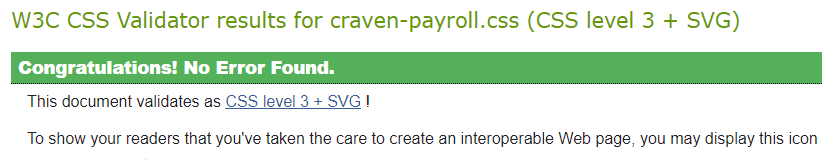 W3C CSS Validator results for craven-payroll.css (CSS level 3 + SVG)
Congratulations! No Error Found.
This document validates as CSS level 3 + SVG !
To show your readers that you've taken the care to create an interoperable Web page, you may display this icon